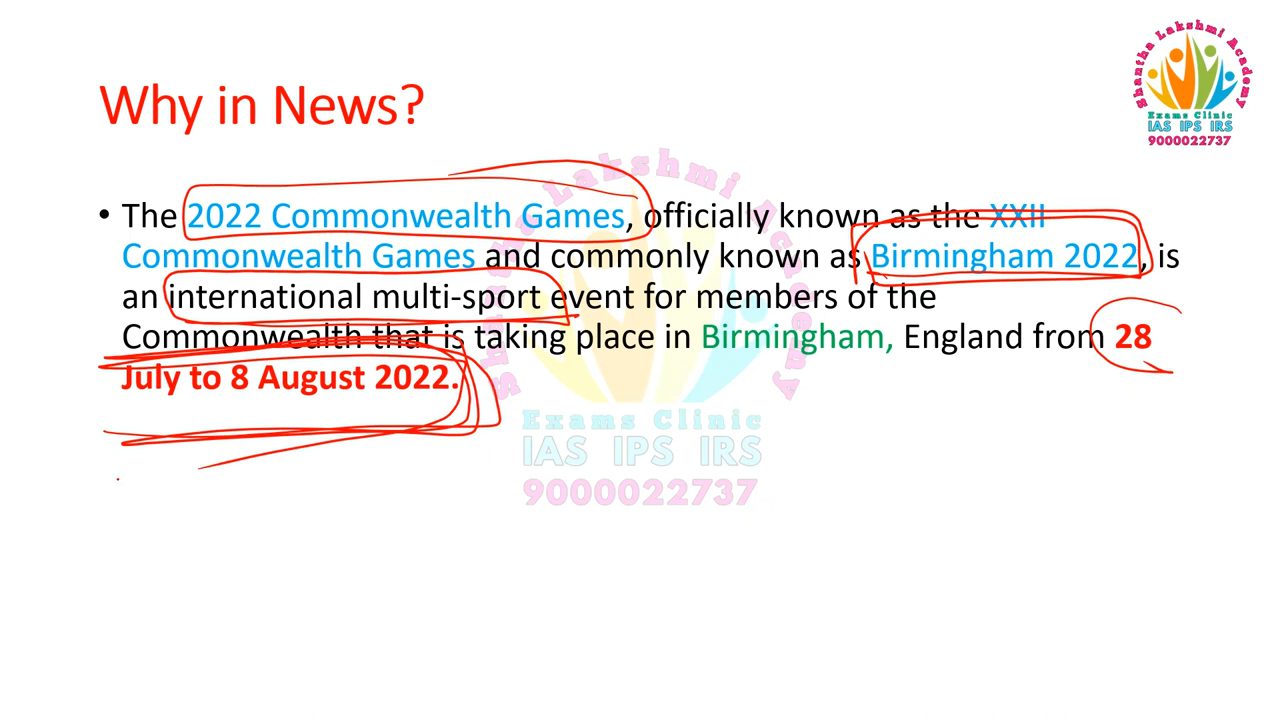 Shantha Lakshmi Academy
Exams Clinic
IAS IPS IRS
9000022737
Why in News?
• The 2022 Commonwealth Games, officially known as the XXII
Commonwealth Games and commonly known as Birmingham 2022, is
an international multi-sport event for members of the
Commonwealth that is taking place in Birmingham, England from 28
July to 8 August 2022.
Shantha Lakshmi Academy
Exams Clinic
IAS IPS IRS
9000022737